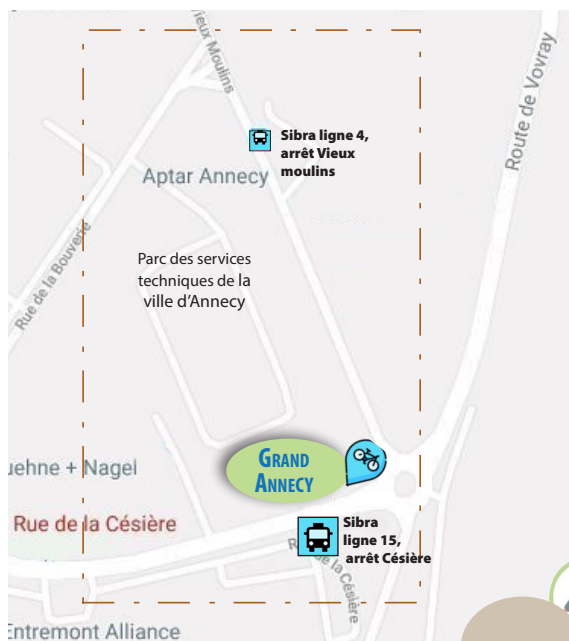 Vieux Moulins
Route de Vovray
Sibra ligne 4,
arrêt Vieux
moulins
Aptar Annecy
Rue de la Bouverie
Parc des services
techniques de la
ville d'Annecy
GRAND
ANNECY
uehne + Nagel
Rue de la Césière
Sibra
ligne 15,
arrêt Césière
de la Césière
Entremont Alliance